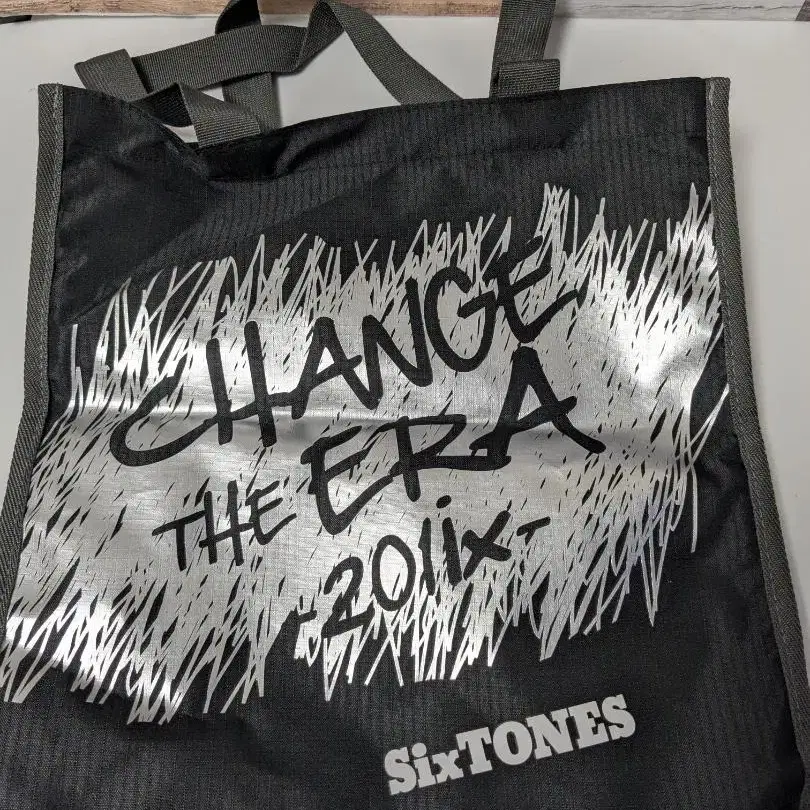 CHANGE
THE ERA
-201ix-
SixTONES